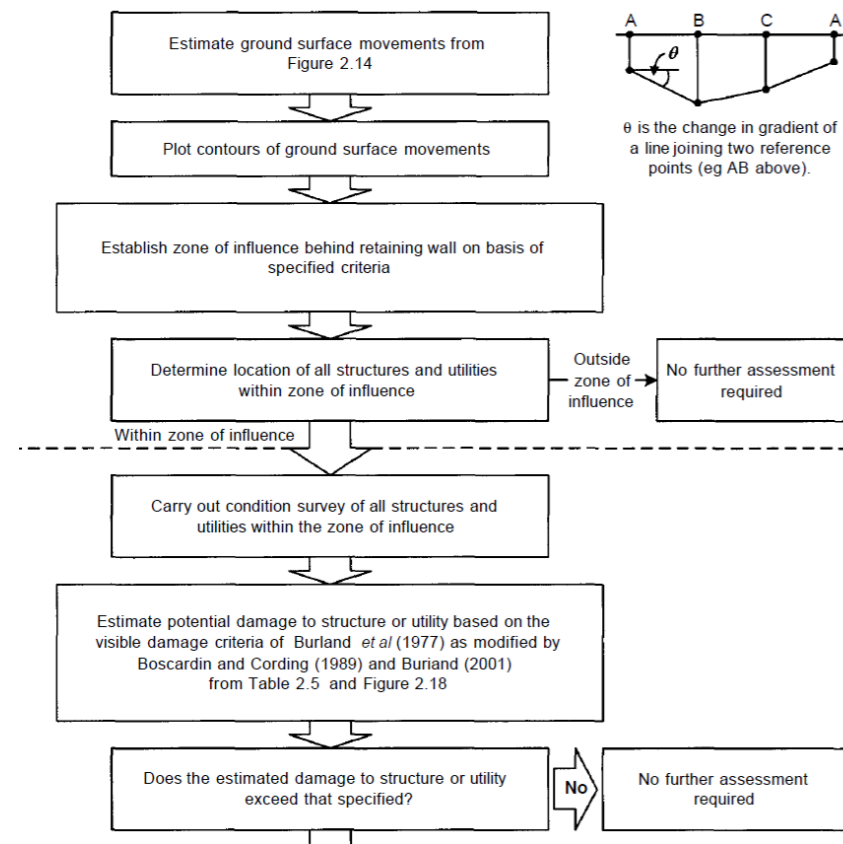 Estimate ground surface movements from
Figure 2.14
A B C A
θ
θ is the change in gradient of
a line joining two reference
points (eg AB above).
Plot contours of ground surface movements
Establish zone of influence behind retaining wall on basis of
specified criteria
Determine location of all structures and utilities
within zone of influence
Outside
zone of
influence
No further assessment
required
Within zone of influence
Carry out condition survey of all structures and
utilities within the zone of influence
Estimate potential damage to structure or utility based on the
visible damage criteria of Burland et al (1977) as modified by
Boscardin and Cording (1989) and Buriand (2001)
from Table 2.5 and Figure 2.18
Does the estimated damage to structure or utility
exceed that specified?
No
No further assessment
required